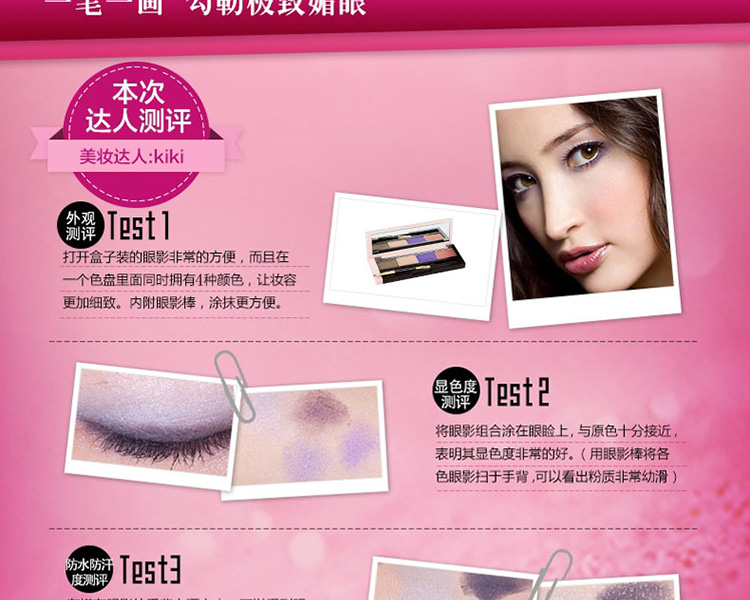 一笔一画 勾勒极致媚眼
本次
达人测评
美妆达人:kiki
外观
测评
Test 1
打开盒子装的眼影非常的方便，而且在
一个色盘里面同时拥有4种颜色，让妆容
更加细致。内附眼影棒，涂抹更方便。
显色度
测评
Test 2
将眼影组合涂在眼睑上，与原色十分接近，
表明其显色度非常的好。（用眼影棒将各
色眼影扫于手背,可以看出粉质非常幼滑）
防水防汗
度测评
Test3